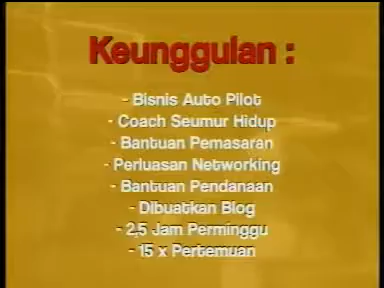 Keunggulan :
- Bisnis Auto Pilot
- Coach Seumur Hidup
- Bantuan Pemasaran
- Perluasan Networking
- Bantuan Pendanaan
- Dibuatkan Blog
- 2,5 Jam Perminggu
- 15 x Pertemuan